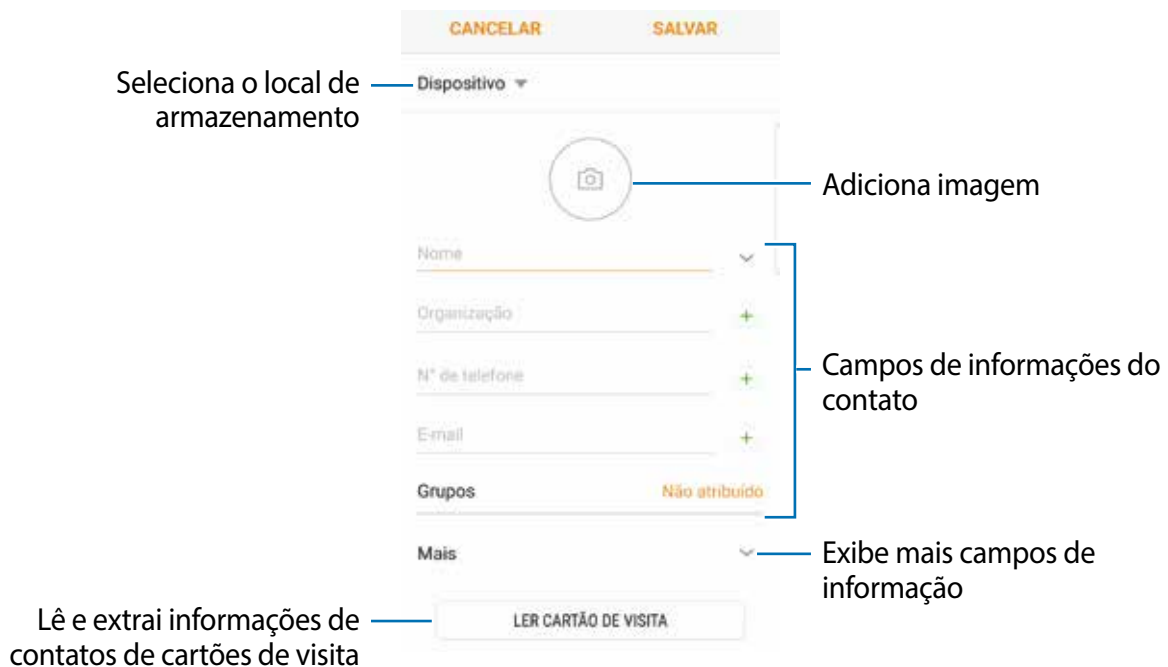 CANCELAR SALVAR
Seleciona o local de
armazenamento
Dispositivo
Adiciona imagem
Nome
Organização
N° de telefone
E-mail
Campos de informações do
contato
Grupos Não atribuído
Mais
Exibe mais campos de
informação
Lê e extrai informações de
contatos de cartões de visita
LER CARTÃO DE VISITA